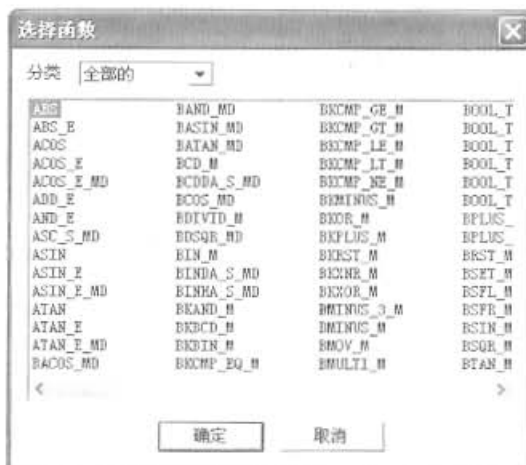 选择函数
分类 全部的
ABS BAND_MD BKCMP_GE_M BOOL_T
ABS_E BASIN_MD BKCMP_GT_M BOOL_T
ACOS BATAN_MD BKCMP_LE_M BOOL_T
ACOS_E BCD_M BKCMP_LT_M BOOL_T
ACOS_E_MD BCDDA_S_MD BKCMP_NE_M BOOL_T
ADD_E BCOS_MD BKMINUS_M BOOL_T
AND_E BDIVID_M BKOR_M BPLUS_
ASC_S_MD BDSQR_MD BKPLUS_M BPLUS_
ASIN BIN_M BKRST_M BRST_M
ASIN_E BINDA_S_MD BKXNR_M BSET_M
ASIN_E_MD BINHA_S_MD BKXOR_M BSFL_M
ATAN BKAND_M BMINUS_3_M BSFR_M
ATAN_E BKBCD_M BMINUS_M BSIN_M
ATAN_E_MD BKBIN_M BMOV_M BSQR_M
BACOS_MD BKCMP_EQ_M BMULTI_M BTAN_M
确定 取消